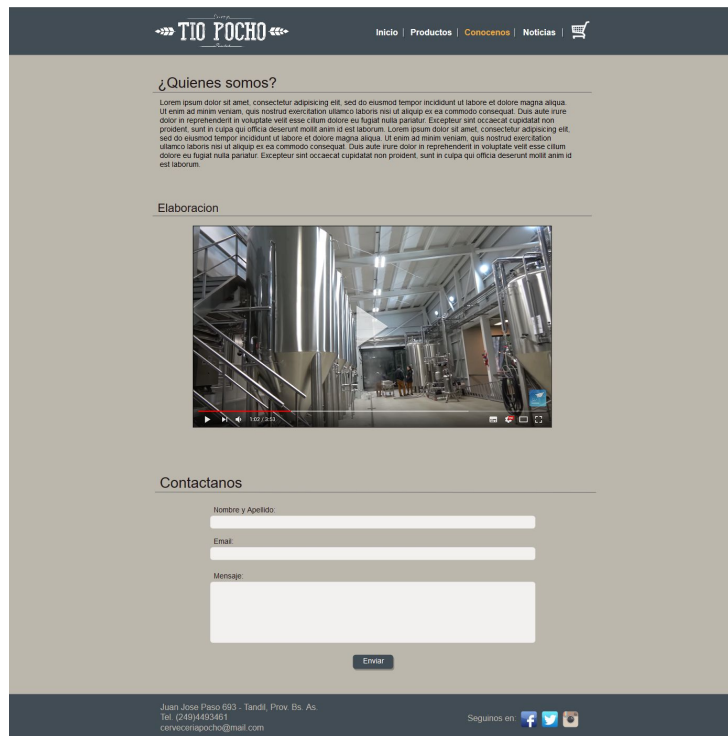 TIO POCHO
Inicio | Productos | Conocenos | Noticias |
¿Quienes somos?
Lorem ipsum dolor sit amet, consectetur adipisicing elit, sed do eiusmod tempor incididunt ut labore et dolore magna aliqua.
Ut enim ad minim veniam, quis nostrud exercitation ullamco laboris nisi ut aliquip ex ea commodo consequat. Duis aute irure
dolor in reprehenderit in voluptate velit esse cillum dolore eu fugiat nulla pariatur. Excepteur sint occaecat cupidatat non
proident, sunt in culpa qui officia deserunt mollit anim id est laborum. Lorem ipsum dolor sit amet, consectetur adipisicing elit,
sed do eiusmod tempor incididunt ut labore et dolore magna aliqua. Ut enim ad minim veniam, quis nostrud exercitation
ullamco laboris nisi ut aliquip ex ea commodo consequat. Duis aute irure dolor in reprehenderit in voluptate velit esse cillum
dolore eu fugiat nulla pariatur. Excepteur sint occaecat cupidatat non proident, sunt in culpa qui officia deserunt mollit anim id
est laborum.
Elaboracion
1:02 / 3:53
Contactanos
Nombre y Apellido:
Email:
Mensaje:
Enviar
Juan Jose Paso 693 - Tandil, Prov. Bs. As.
Tel. (249)4493461
cerveceriapocho@mail.com
Seguinos en: